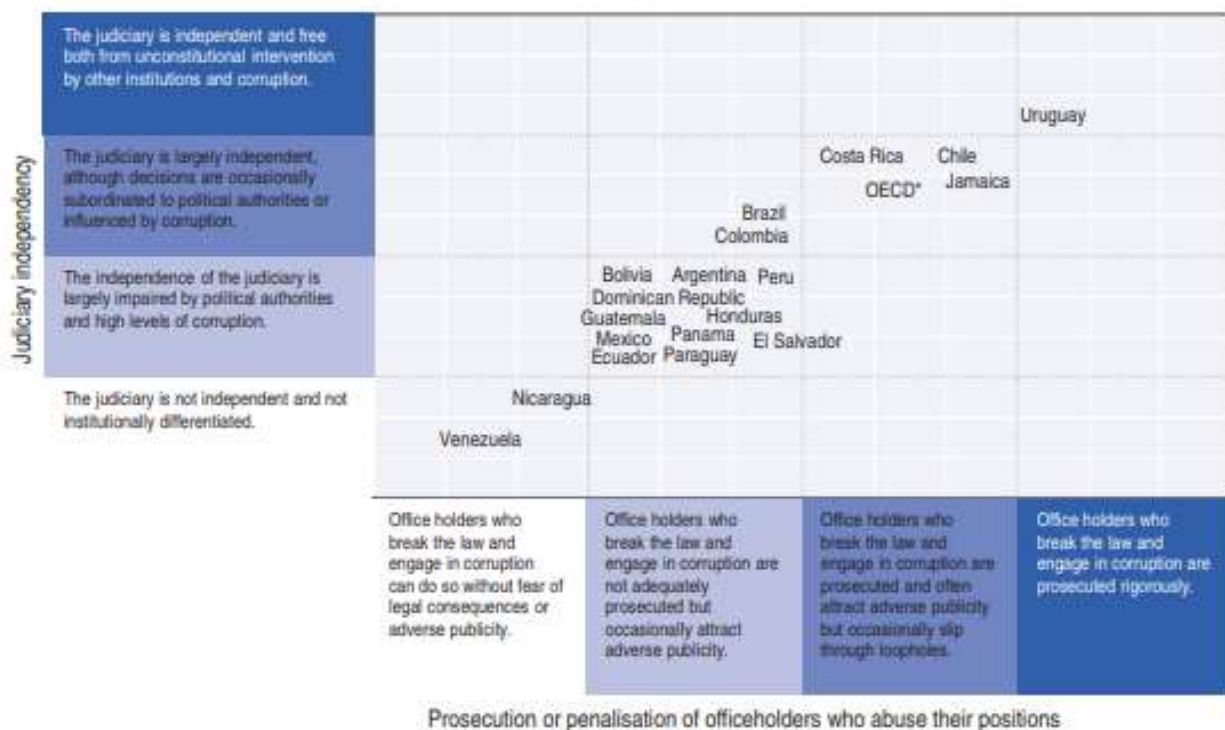 The judiciary is independent and free
both from unconstitutional intervention
by other institutions and corruption.
Uruguay
The judiciary is largely independent,
although decisions are occasionally
subordinated to political authorities or
influenced by corruption.
Costa Rica Chile
OECD* Jamaica
Brazil
Colombia
The independence of the judiciary is
largely impaired by political authorities
and high levels of corruption.
Bolivia Argentina Peru
Dominican Republic
Guatemala Honduras
Mexico Panama El Salvador
Ecuador Paraguay
The judiciary is not independent and not
institutionally differentiated.
Nicaragua
Venezuela
Judiciary independency
Office holders who
break the law and
engage in corruption
can do so without fear of
legal consequences or
adverse publicity.
Office holders who
break the law and
engage in corruption are
not adequately
prosecuted but
occasionally attract
adverse publicity.
Office holders who
break the law and
engage in corruption are
prosecuted and often
attract adverse publicity
but occasionally slip
through loopholes.
Office holders who
break the law and
engage in corruption are
prosecuted rigorously.
Prosecution or penalisation of officeholders who abuse their positions